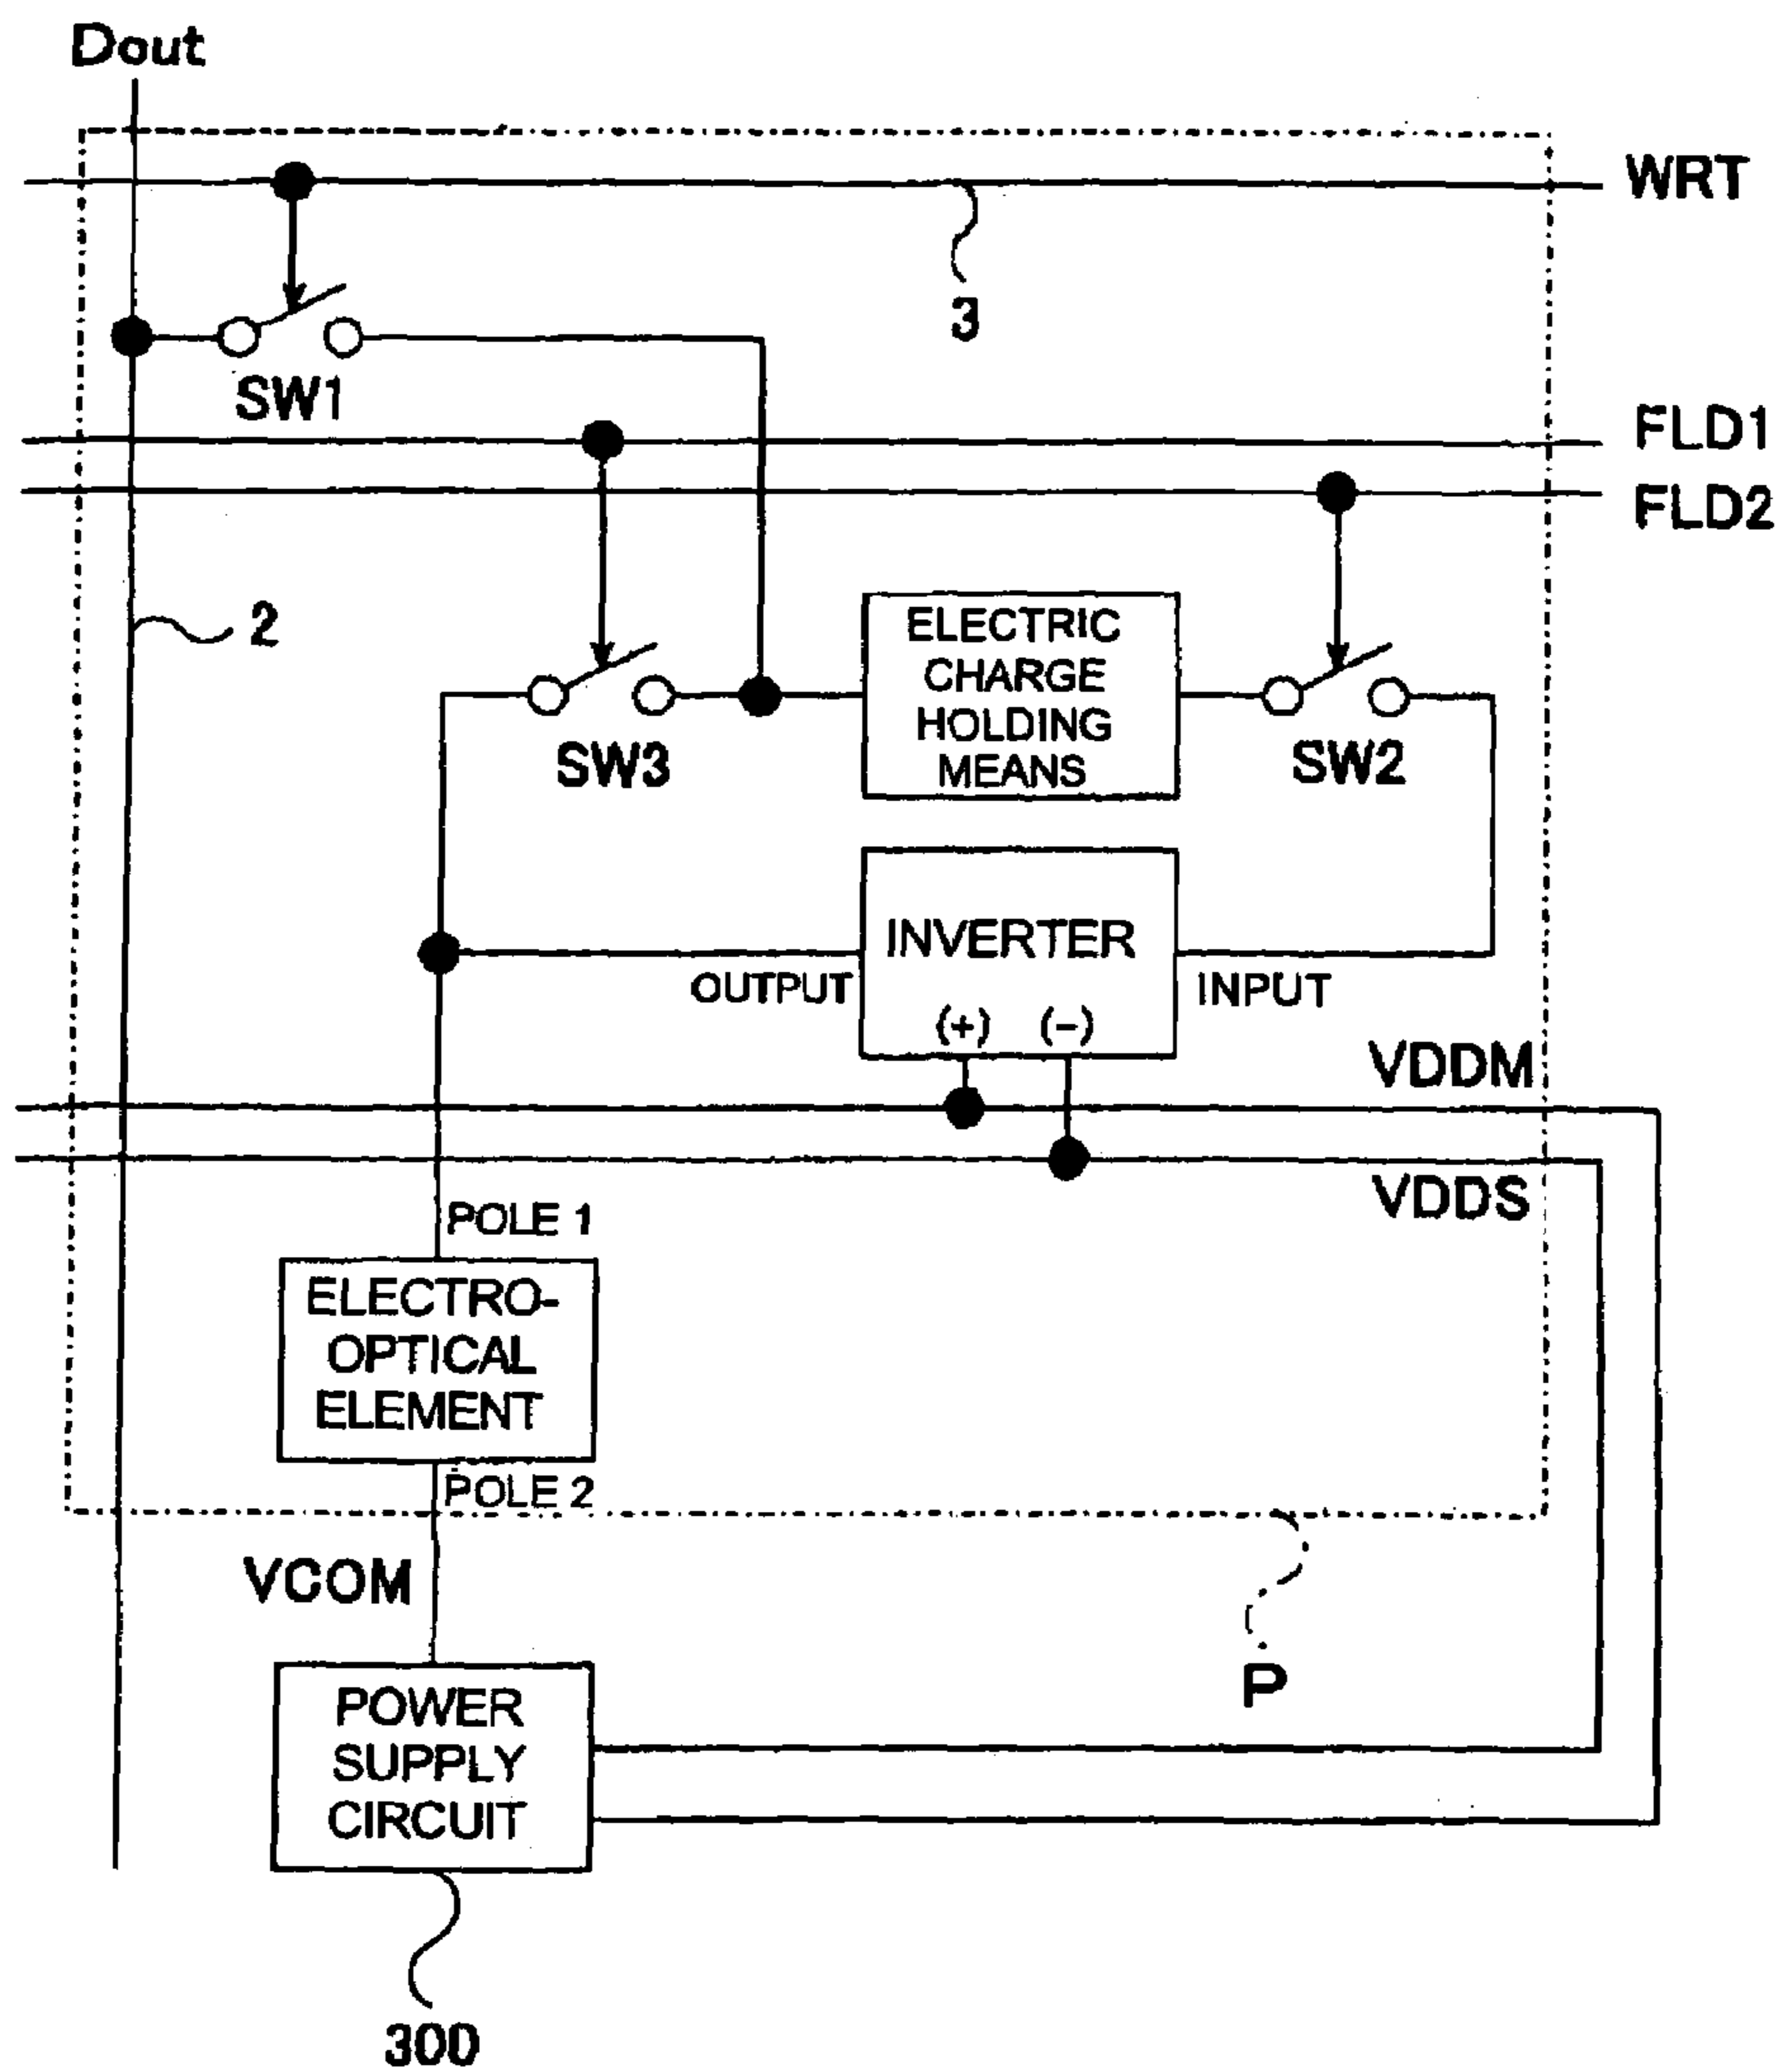 Dout
WRT
3
SW1
FLD1
FLD2
2
ELECTRIC
CHARGE
HOLDING
MEANS
SW3
SW2
INVERTER
OUTPUT
INPUT
(+) (-)
VDDM
VDDS
POLE 1
ELECTRO-
OPTICAL
ELEMENT
POLE 2
VCOM
P
POWER
SUPPLY
CIRCUIT
300